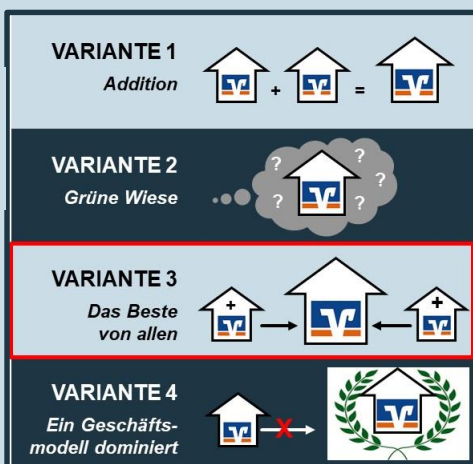 VARIANTE 1
Addition
+ =
VARIANTE 2
Grüne Wiese
? ? ? ?
VARIANTE 3
Das Beste
von allen
+ +
VARIANTE 4
Ein Geschäfts-
modell dominiert
X